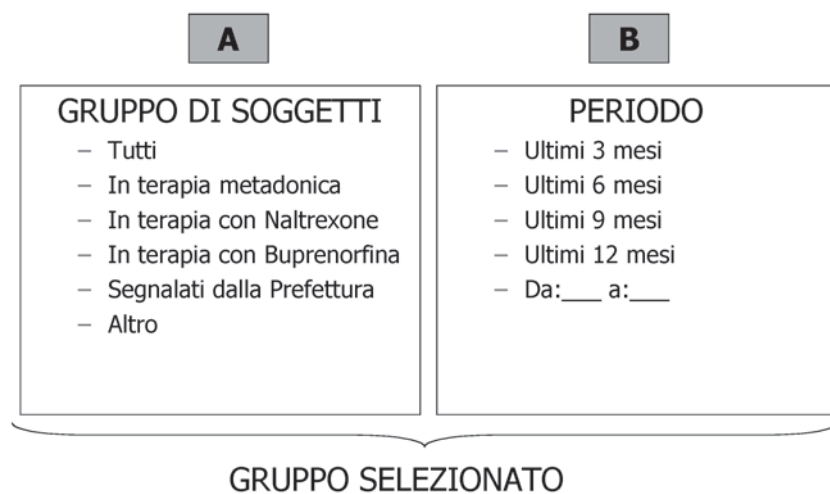 A
GRUPPO DI SOGGETTI
– Tutti
– In terapia metadonica
– In terapia con Naltrexone
– In terapia con Buprenorfina
– Segnalati dalla Prefettura
– Altro
B
PERIODO
– Ultimi 3 mesi
– Ultimi 6 mesi
– Ultimi 9 mesi
– Ultimi 12 mesi
– Da:___ a:___
GRUPPO SELEZIONATO